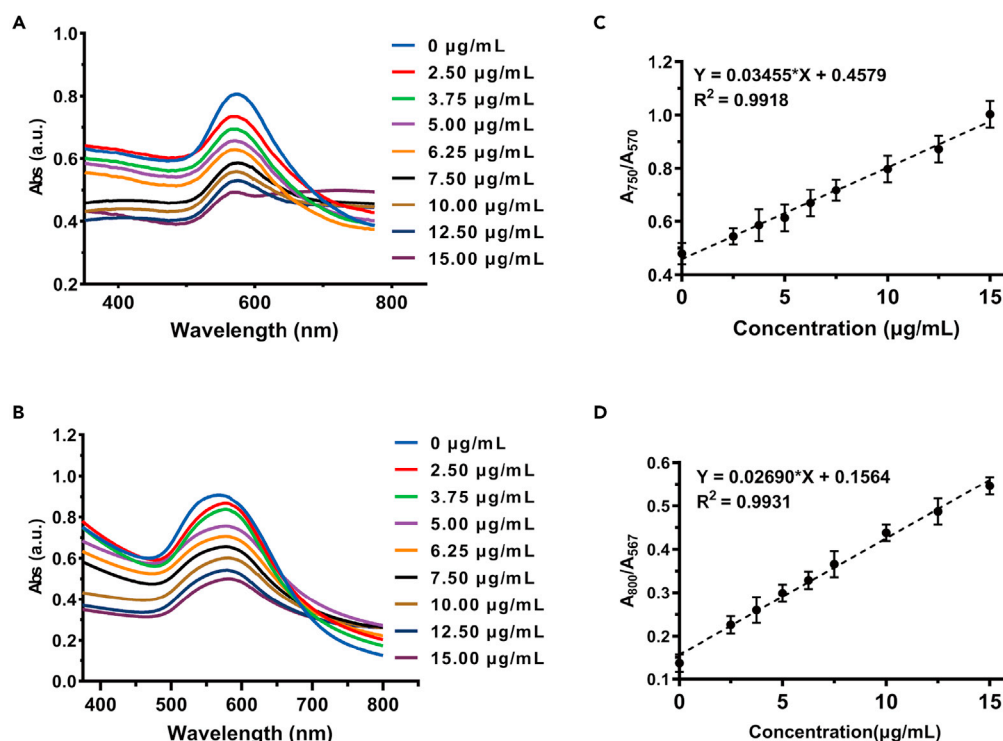 A
Abs (a.u.)
1.0
0.8
0.6
0.4
0.2
400
600
800
Wavelength (nm)
0 μg/mL
2.50 μg/mL
3.75 μg/mL
5.00 μg/mL
6.25 μg/mL
7.50 μg/mL
10.00 μg/mL
12.50 μg/mL
15.00 μg/mL
C
A750/A570
Y = 0.03455*X + 0.4579
R2 = 0.9918
1.2
1.0
0.8
0.6
0.4
0
5
10
15
Concentration (μg/mL)
B
Abs (a.u.)
1.2
1.0
0.8
0.6
0.4
0.2
0.0
400
500
600
700
800
Wavelength (nm)
0 μg/mL
2.50 μg/mL
3.75 μg/mL
5.00 μg/mL
6.25 μg/mL
7.50 μg/mL
10.00 μg/mL
12.50 μg/mL
15.00 μg/mL
D
A800/A567
Y = 0.02690*X + 0.1564
R2 = 0.9931
0.6
0.5
0.4
0.3
0.2
0.1
0
5
10
15
Concentration(μg/mL)